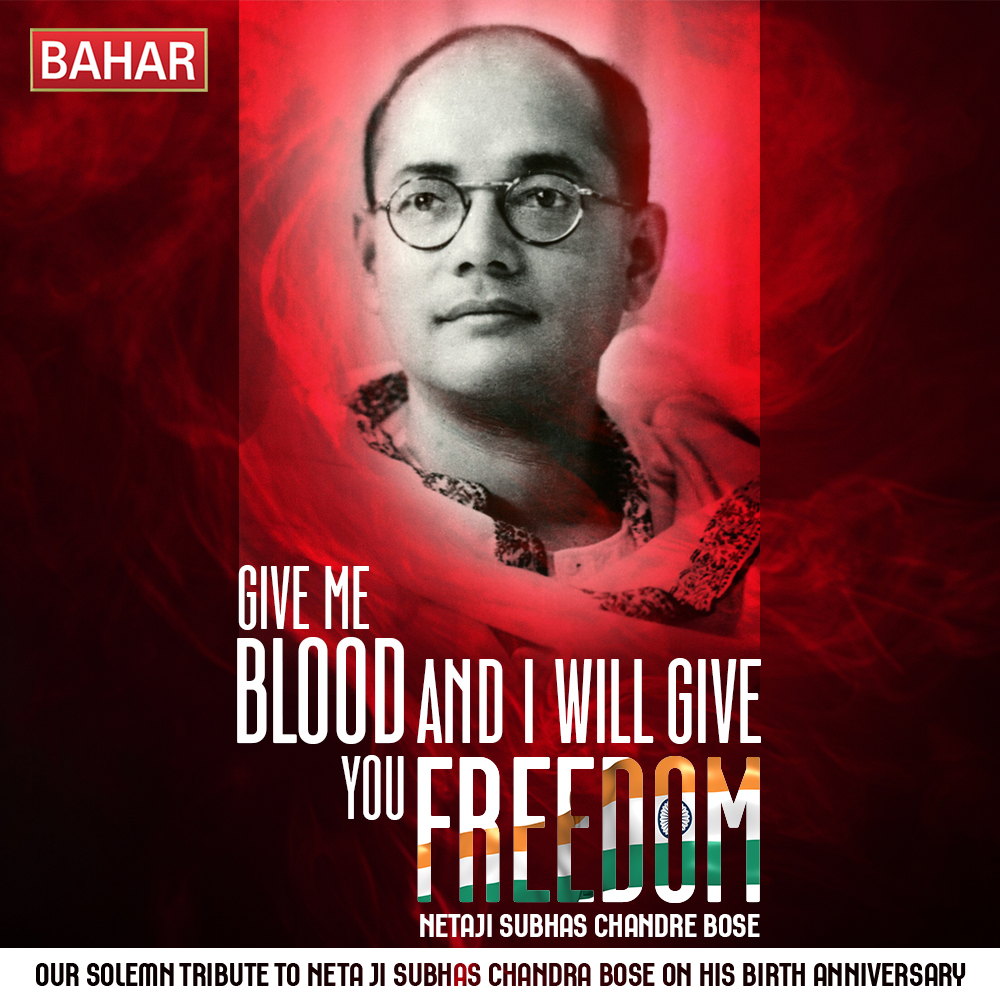 BAHAR
GIVE ME
BLOOD AND I WILL GIVE
YOU FREEDOM
NETAJI SUBHAS CHANDRE BOSE
OUR SOLEMN TRIBUTE TO NETA JI SUBHAS CHANDRA BOSE ON HIS BIRTH ANNIVERSARY